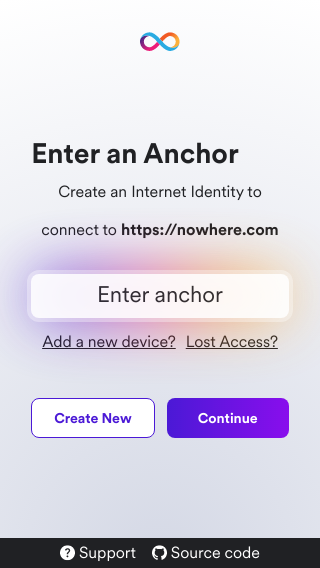 Enter an Anchor
Create an Internet Identity to
connect to https://nowhere.com
Enter anchor
Add a new device? Lost Access?
Create New Continue
Support Source code